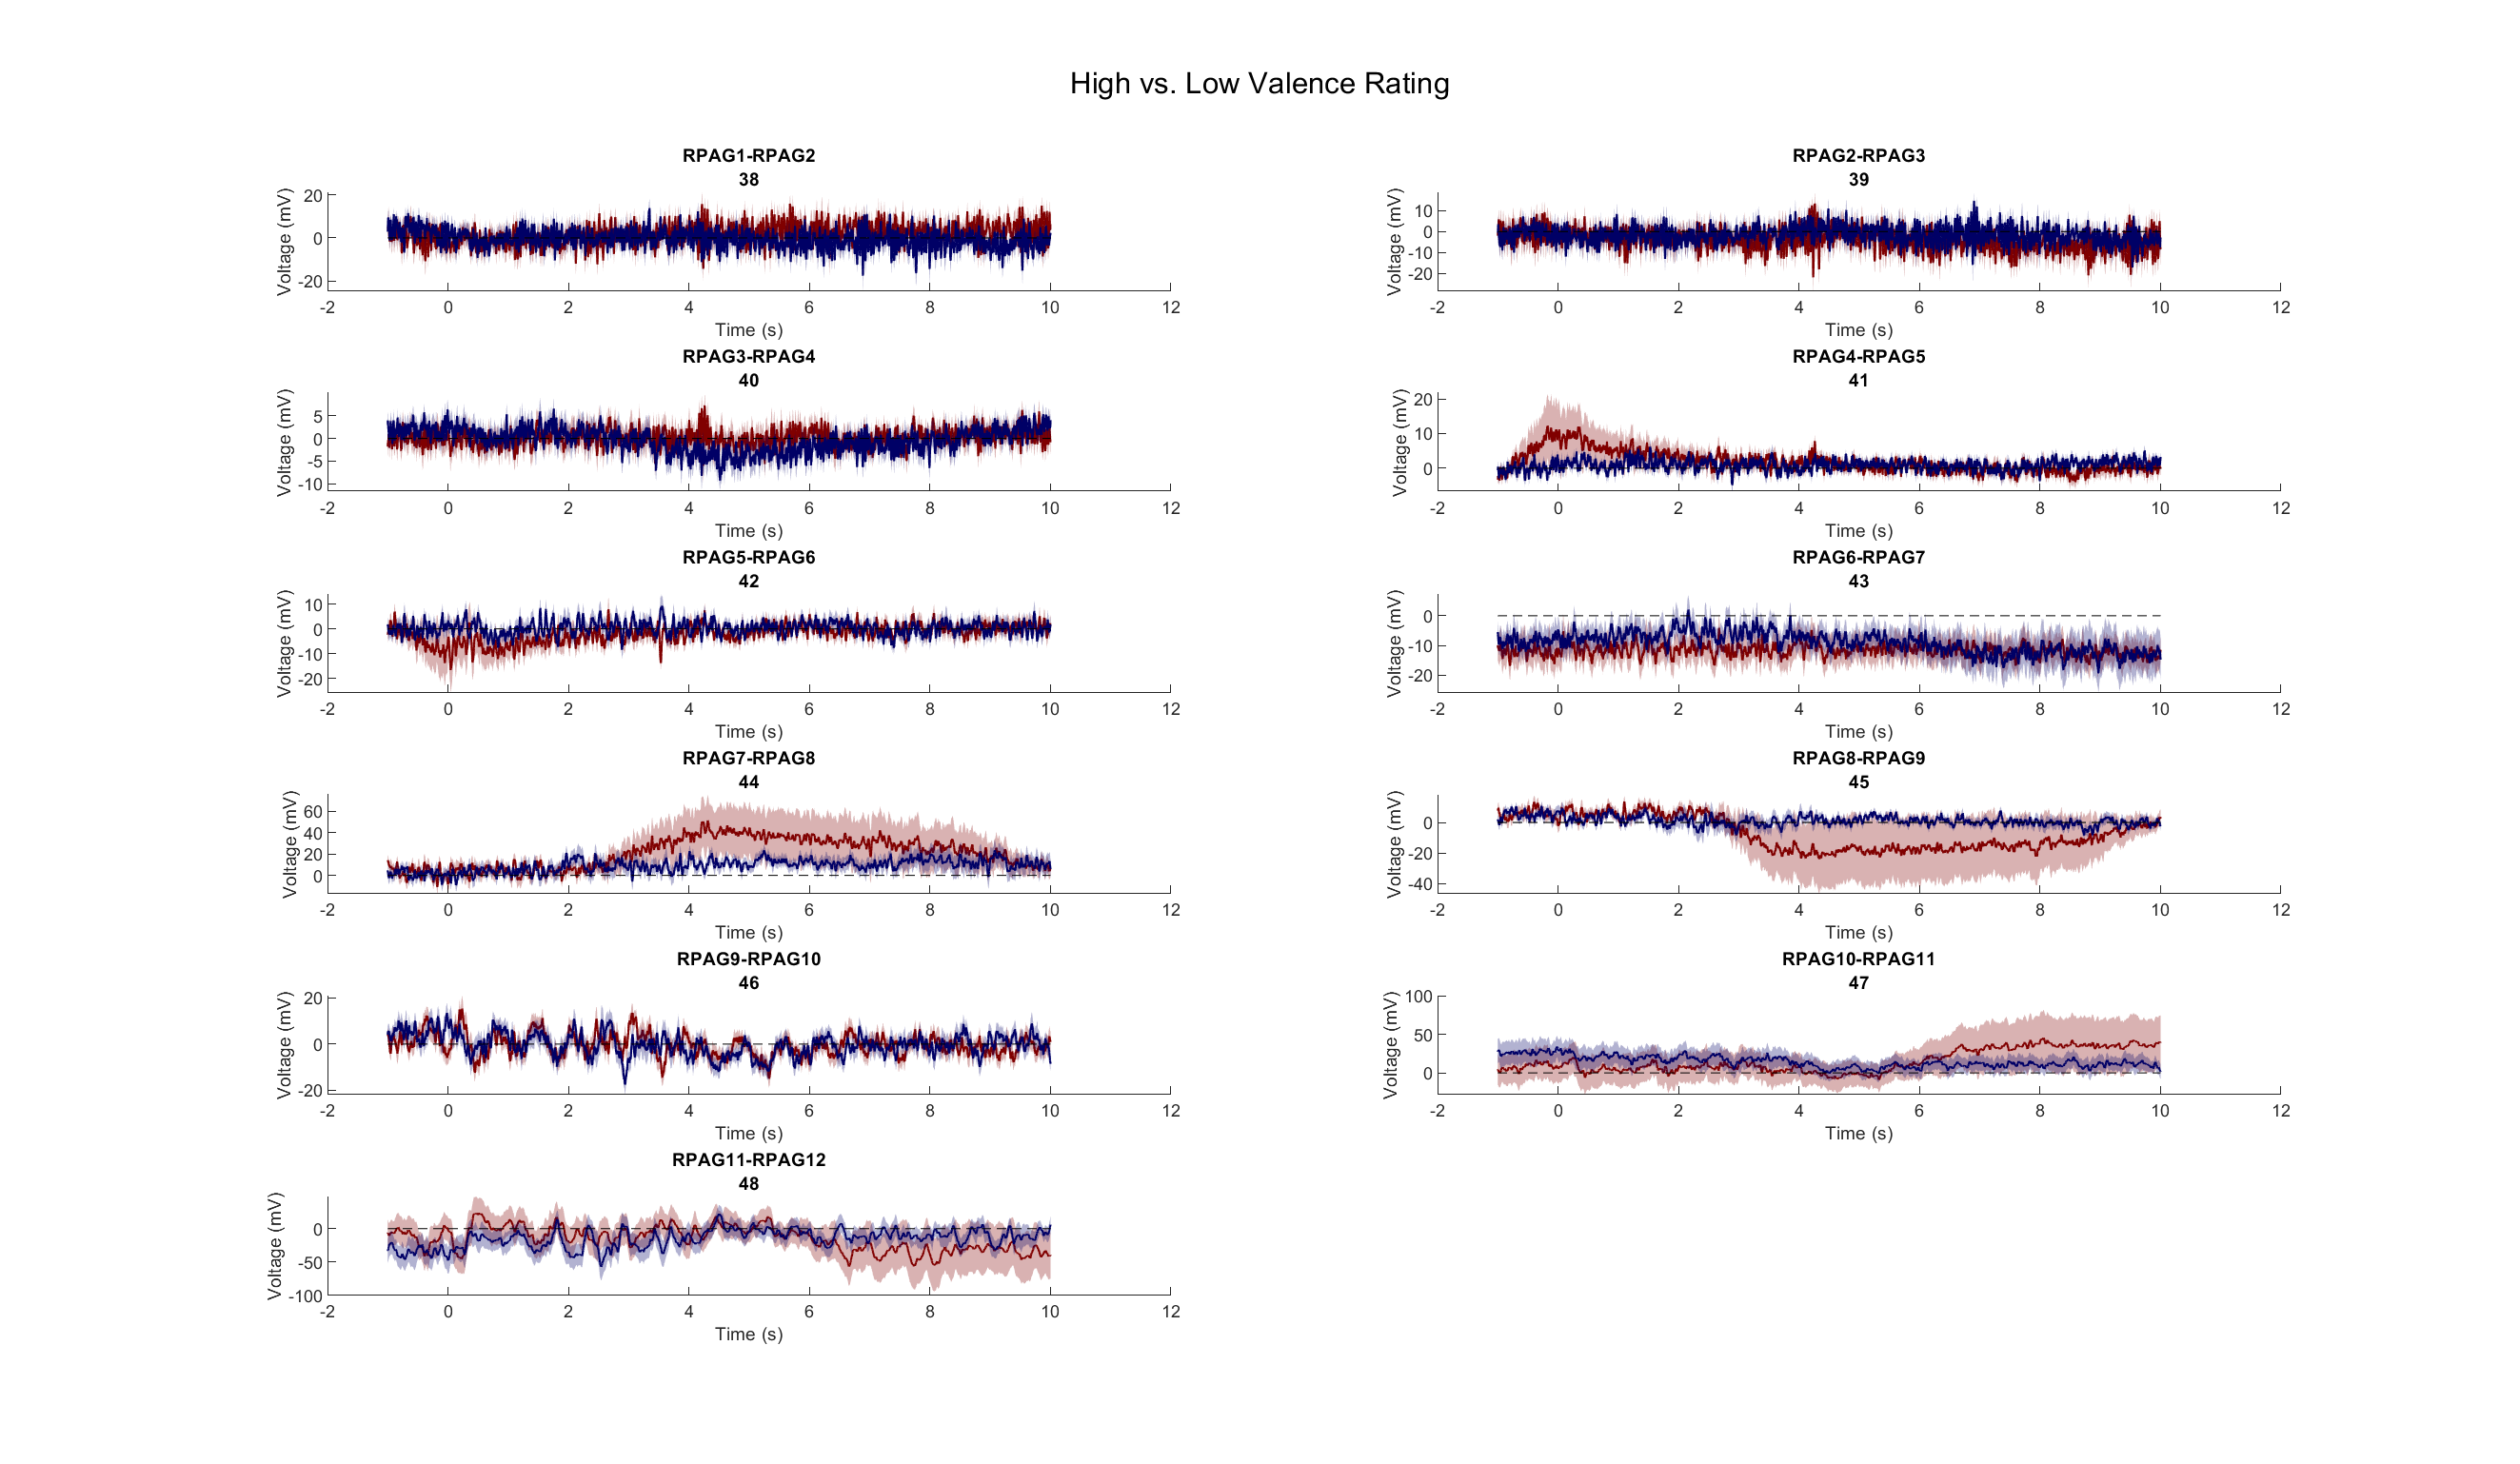 High vs. Low Valence Rating
RPAG1-RPAG2
38
Voltage (mV)
20
0
-20
-2 0 2 4 6 8 10 12
Time (s)
RPAG2-RPAG3
39
Voltage (mV)
10
0
-10
-20
-2 0 2 4 6 8 10 12
Time (s)
RPAG3-RPAG4
40
Voltage (mV)
5
0
-5
-10
-2 0 2 4 6 8 10 12
Time (s)
RPAG4-RPAG5
41
Voltage (mV)
20
10
0
-2 0 2 4 6 8 10 12
Time (s)
RPAG5-RPAG6
42
Voltage (mV)
10
0
-10
-20
-2 0 2 4 6 8 10 12
Time (s)
RPAG6-RPAG7
43
Voltage (mV)
0
-10
-20
-2 0 2 4 6 8 10 12
Time (s)
RPAG7-RPAG8
44
Voltage (mV)
60
40
20
0
-2 0 2 4 6 8 10 12
Time (s)
RPAG8-RPAG9
45
Voltage (mV)
0
-20
-40
-2 0 2 4 6 8 10 12
Time (s)
RPAG9-RPAG10
46
Voltage (mV)
20
0
-20
-2 0 2 4 6 8 10 12
Time (s)
RPAG10-RPAG11
47
Voltage (mV)
100
50
0
-2 0 2 4 6 8 10 12
Time (s)
RPAG11-RPAG12
48
Voltage (mV)
0
-50
-100
-2 0 2 4 6 8 10 12
Time (s)